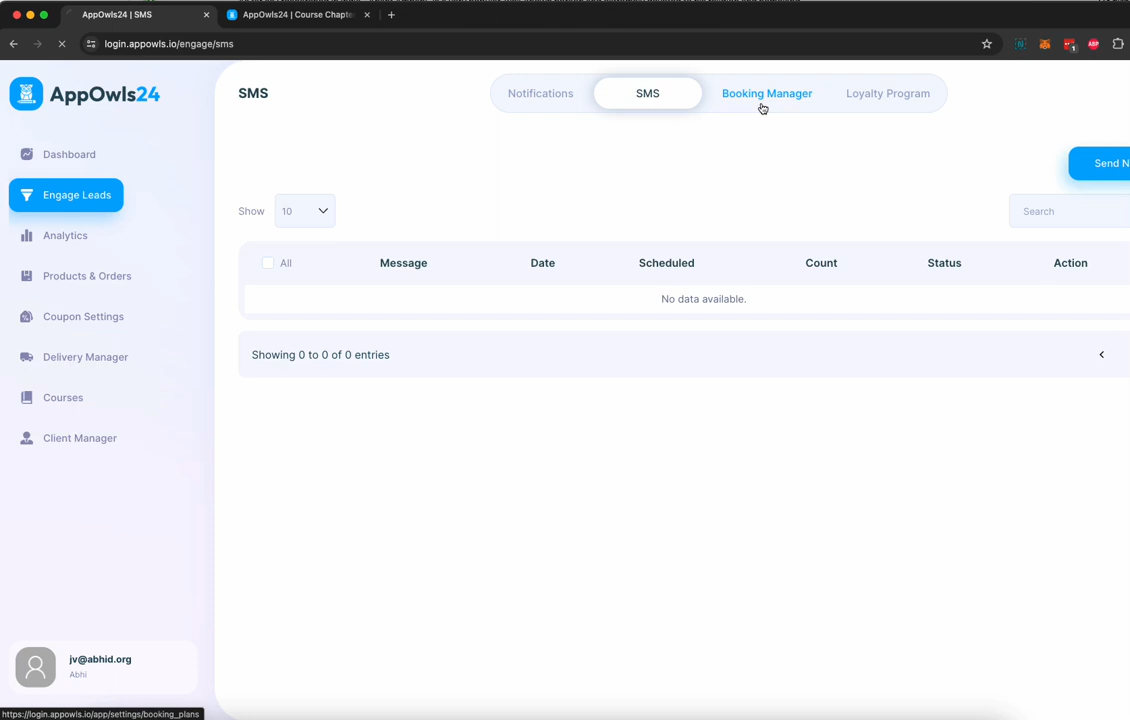 AppOwls24 | SMS
AppOwls24 | Course Chapte
login.appowls.io/engage/sms
1
ABP
AppOwls24
SMS
Notifications
SMS
Booking Manager
Loyalty Program
Dashboard
Engage Leads
Analytics
Products & Orders
Coupon Settings
Delivery Manager
Courses
Client Manager
Send N
Show
10
Search
All
Message
Date
Scheduled
Count
Status
Action
No data available.
Showing 0 to 0 of 0 entries
jv@abhid.org
Abhi
https://login.appowls.io/app/settings/booking_plans